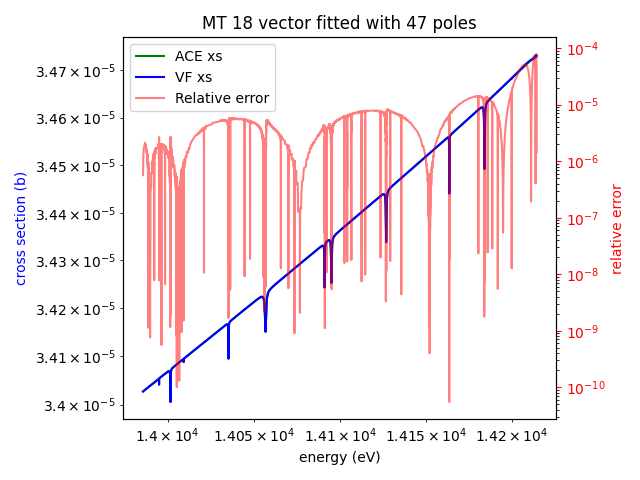 MT 18 vector fitted with 47 poles
ACE xs
VF xs
Relative error
cross section (b)
3.47 × 10⁻⁵
3.46 × 10⁻⁵
3.45 × 10⁻⁵
3.44 × 10⁻⁵
3.43 × 10⁻⁵
3.42 × 10⁻⁵
3.41 × 10⁻⁵
3.4 × 10⁻⁵
10⁻⁴
10⁻⁵
10⁻⁶
10⁻⁷
10⁻⁸
10⁻⁹
10⁻¹⁰
relative error
1.4 × 10⁴ 1.405 × 10⁴ 1.41 × 10⁴ 1.415 × 10⁴ 1.42 × 10⁴
energy (eV)